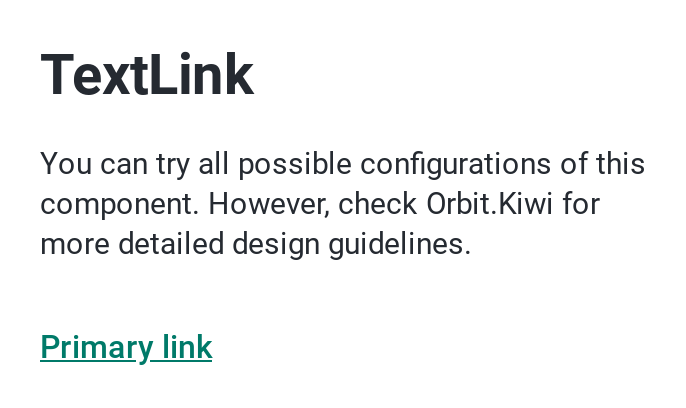 TextLink
You can try all possible configurations of this
component. However, check Orbit.Kiwi for
more detailed design guidelines.
Primary link